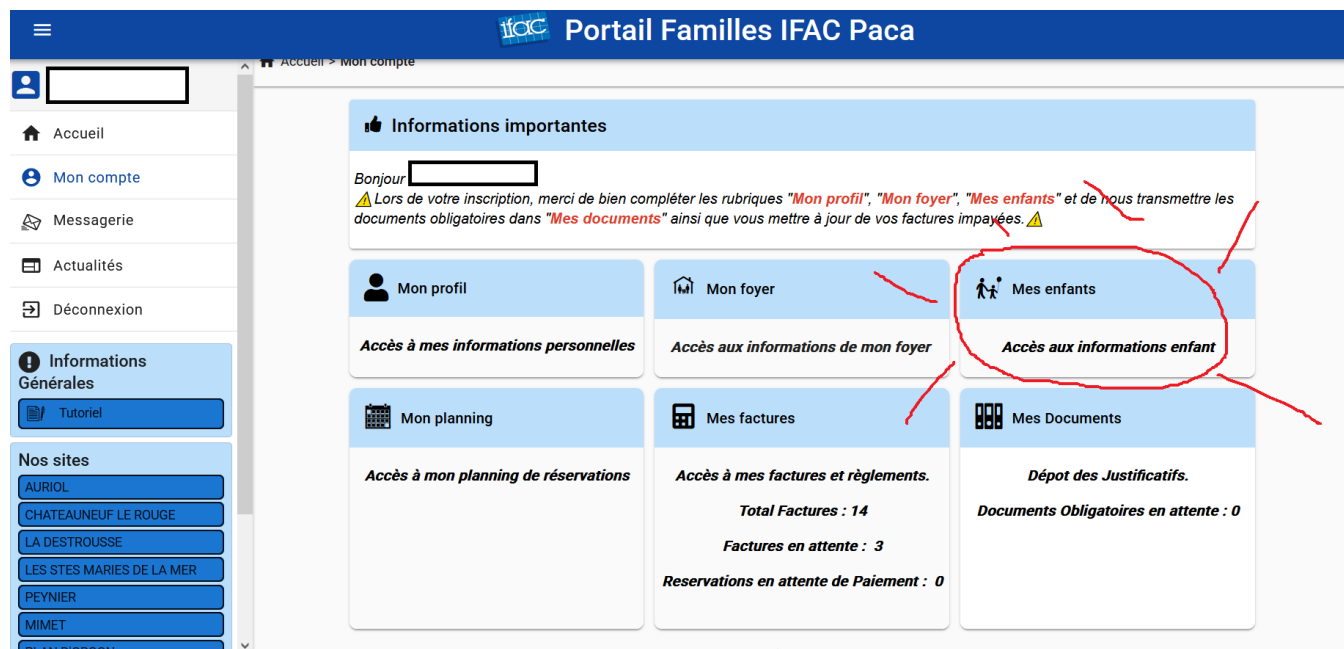 ifac Portail Familles IFAC Paca
Accueil > Mon compte
Accueil
Mon compte
Messagerie
Actualités
Déconnexion
Informations
Générales
Tutoriel
Nos sites
AURIOL
CHATEAUNEUF LE ROUGE
LA DESTROUSSE
LES STES MARIES DE LA MER
PEYNIER
MIMET
Informations importantes
Bonjour
Lors de votre inscription, merci de bien compléter les rubriques "Mon profil", "Mon foyer", "Mes enfants" et de nous transmettre les
documents obligatoires dans "Mes documents" ainsi que vous mettre à jour de vos factures impayées.
Mon profil
Accès à mes informations personnelles
Mon foyer
Accès aux informations de mon foyer
Mes enfants
Accès aux informations enfant
Mon planning
Accès à mon planning de réservations
Mes factures
Accès à mes factures et règlements.
Total Factures : 14
Factures en attente : 3
Reservations en attente de Paiement : 0
Mes Documents
Dépot des Justificatifs.
Documents Obligatoires en attente : 0